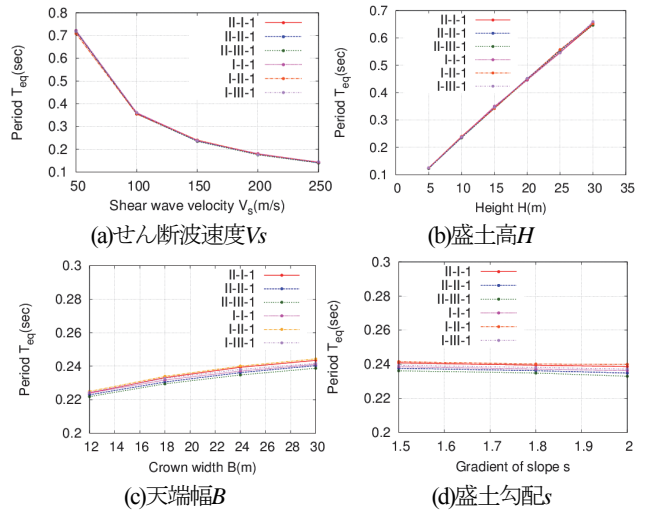 II-I-1
II-II-1
II-III-1
I-I-1
I-II-1
I-III-1
Period T_eq(sec)
0.7
0.6
0.5
0.4
0.3
0.2
0.1
50
100
150
200
250
Shear wave velocity V_s(m/s)
(a)せん断波速度Vs
II-I-1
II-II-1
II-III-1
I-I-1
I-II-1
I-III-1
Period T_eq(sec)
0.7
0.6
0.5
0.4
0.3
0.2
0.1
0
5
10
15
20
25
30
35
Height H(m)
(b)盛土高H
II-I-1
II-II-1
II-III-1
I-I-1
I-II-1
I-III-1
Period T_eq(sec)
0.3
0.28
0.26
0.24
0.22
0.2
12
14
16
18
20
22
24
26
28
30
Crown width B(m)
(c)天端幅B
II-I-1
II-II-1
II-III-1
I-I-1
I-II-1
I-III-1
Period T_eq(sec)
0.3
0.28
0.26
0.24
0.22
0.2
1.5
1.6
1.7
1.8
1.9
2
Gradient of slope s
(d)盛土勾配s